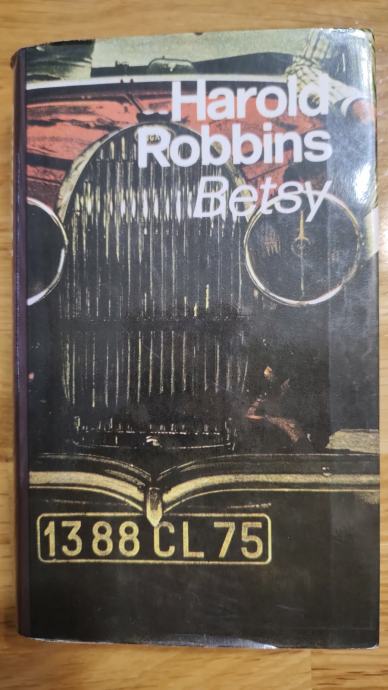 Harold
Robbins
Betsy
1388 CL 75